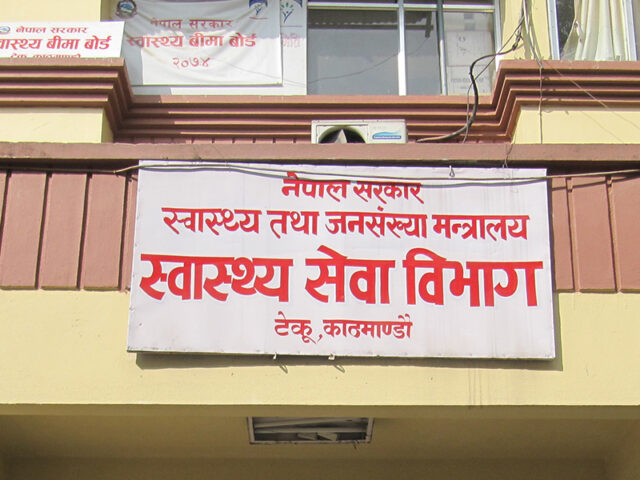 नेपाल सरकार
स्वास्थ्य बीमा बोर्ड
नेपाल सरकार
स्वास्थ्य बीमा बोर्ड
२०७४
नेपाल सरकार
स्वास्थ्य तथा जनसंख्या मन्त्रालय
स्वास्थ्य सेवा विभाग
टेकू ,काठमाण्डौ